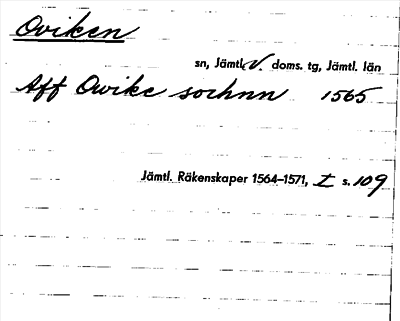 Oviken
sn, Jämtl. V. doms. tg, Jämtl. län
Aff Owike sochnn 1565
Jämtl. Räkenskaper 1564–1571, I s. 109